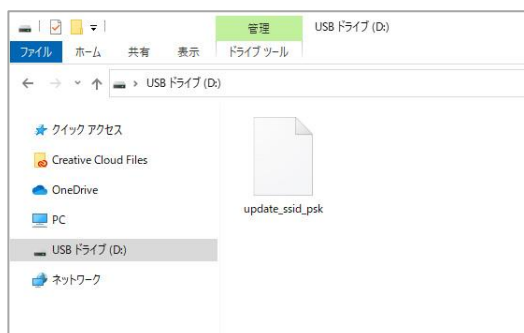 管理
USB ドライブ (D:)
ファイル ホーム 共有 表示 ドライブ ツール
USB ドライブ (D:)
クイック アクセス
Creative Cloud Files
OneDrive
PC
USB ドライブ (D:)
ネットワーク
update_ssid_psk